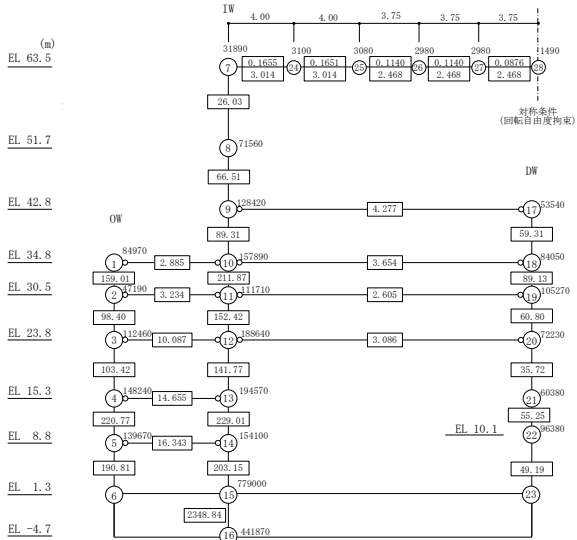 IW
4.00 4.00 3.75 3.75 3.75
(m)
31890 3100 3080 2980 2980 1490
EL 63.5
7 0.1655 24 0.1651 25 0.1140 26 0.1140 27 0.0876 28
3.014 3.014 2.468 2.468 2.468
26.03
対称条件
(回転自由度拘束)
EL 51.7
8 71560
66.51
DW
OW
EL 42.8
9 128420 4.277 17 53540
89.31 59.31
84970 157890 84050
EL 34.8
1 2.885 10 3.654 18
159.01 211.87 89.13
47190 111710 105270
EL 30.5
2 3.234 11 2.605 19
98.40 152.42 60.80
112460 188640 72230
EL 23.8
3 10.087 12 3.086 20
103.42 141.77 35.72
148240 194570 60380
EL 15.3
4 14.655 13 21
220.77 229.01 55.25
139670 154100 EL 10.1 22 96380
EL 8.8
5 16.343 14
190.81 203.15 49.19
779000
EL 1.3
6 15 23
2348.84
441870
EL -4.7
16